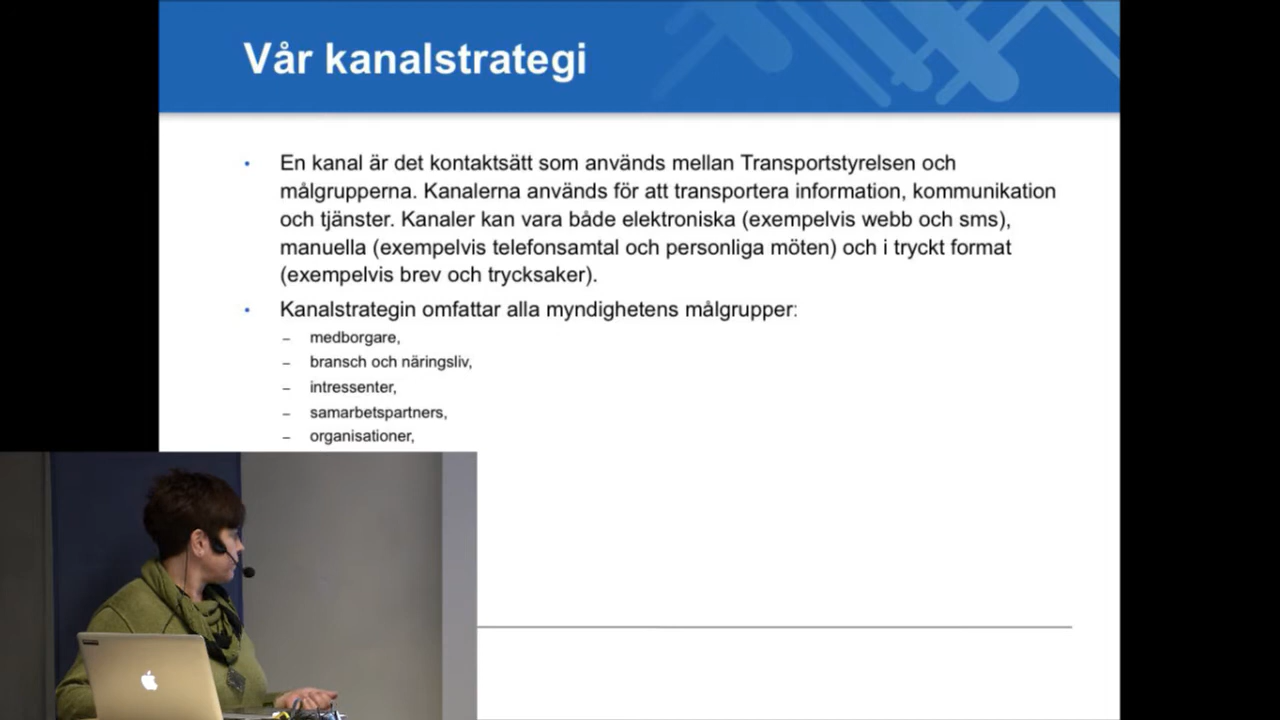 Vår kanalstrategi
• En kanal är det kontaktsätt som används mellan Transportstyrelsen och
målgrupperna. Kanalerna används för att transportera information, kommunikation
och tjänster. Kanaler kan vara både elektroniska (exempelvis webb och sms),
manuella (exempelvis telefonsamtal och personliga möten) och i tryckt format
(exempelvis brev och trycksaker).
• Kanalstrategin omfattar alla myndighetens målgrupper:
– medborgare,
– bransch och näringsliv,
– intressenter,
– samarbetspartners,
– organisationer,